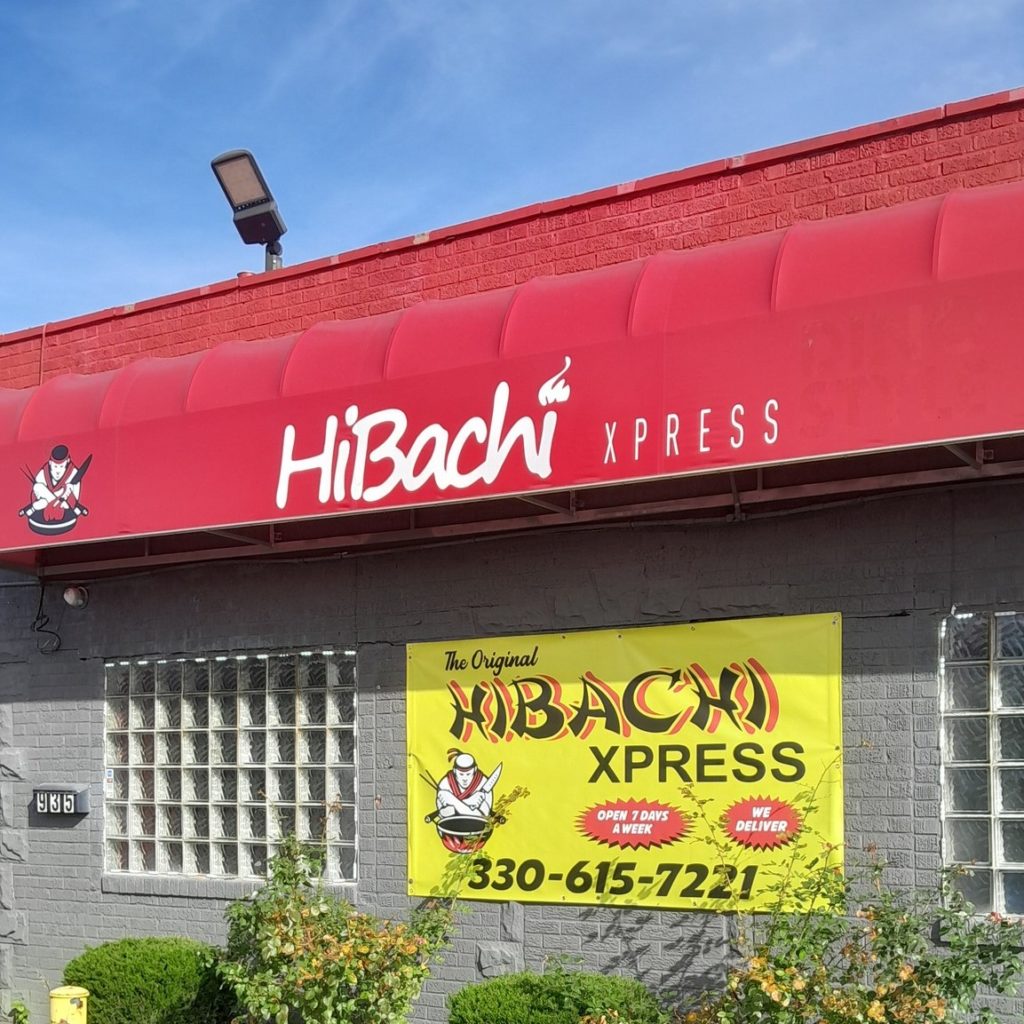 HiBachi XPRESS
The Original
HIBACHI
XPRESS
OPEN 7 DAYS
A WEEK
WE
DELIVER
330-615-7221
935